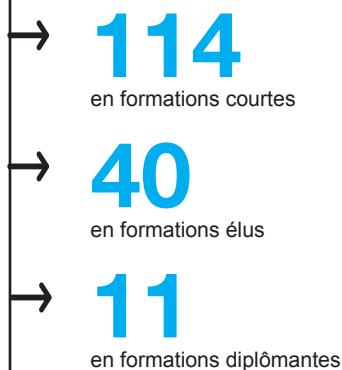 114
en formations courtes
40
en formations élus
11
en formations diplômantes